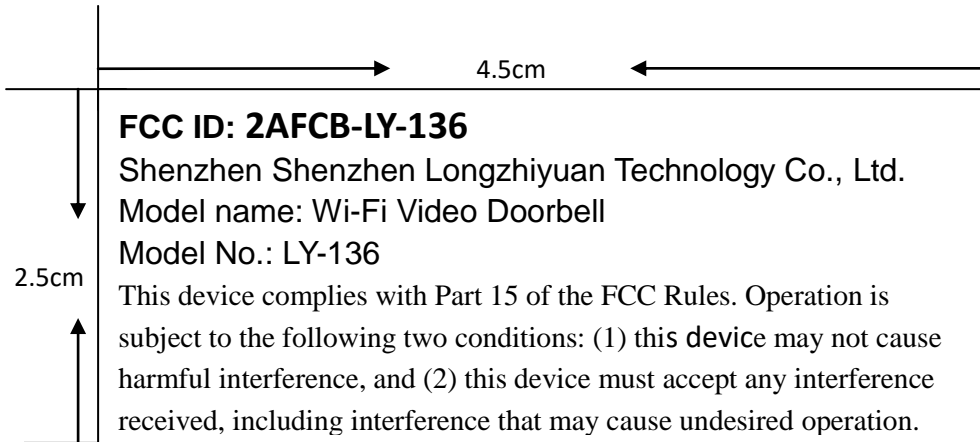 4.5cm
FCC ID: 2AFCB-LY-136
Shenzhen Shenzhen Longzhiyuan Technology Co., Ltd.
Model name: Wi-Fi Video Doorbell
Model No.: LY-136
2.5cm
This device complies with Part 15 of the FCC Rules. Operation is
subject to the following two conditions: (1) this device may not cause
harmful interference, and (2) this device must accept any interference
received, including interference that may cause undesired operation.